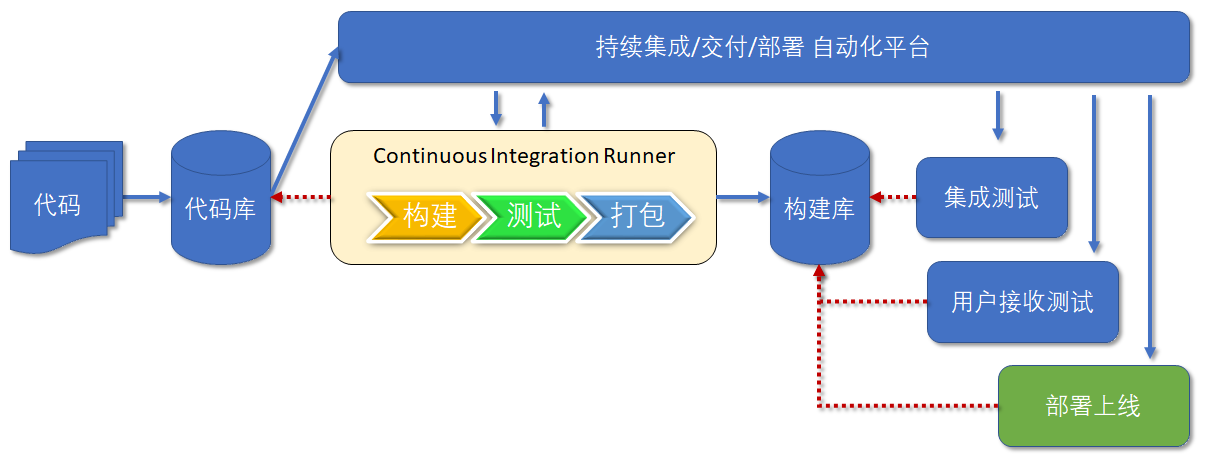 持续集成/交付/部署 自动化平台
代码
代码库
Continuous Integration Runner
构建
测试
打包
构建库
集成测试
用户接收测试
部署上线